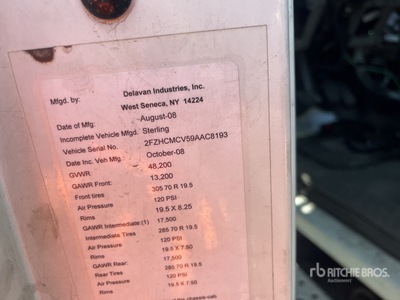 Mfgd. by: Delavan Industries, Inc.
West Seneca, NY 14224
Date of Mfg: August-08
Incomplete Vehicle Mfgd. Sterling
Vehicle Serial No. 2FZHCMCV59AAC8193
Date Inc. Veh Mfg.: October-08
GVWR: 48,200
GAWR Front: 13,200
Front tires 305 70 R 19.5
Air Pressure 120 PSI
Rims 19.5 X 8.25
GAWR Intermediate:(1) 17,500
Intermediate Tires 285 70 R 19.5
Air Pressure 120 PSI
Rims 19.5 X 7.50
GAWR Rear: 17,500
Rear Tires 285 70 R 19.5
Air Pressure 120 PSI
Rims 19.5 X 7.50
chassis-cab
rb RITCHIE BROS.
Auctioneers